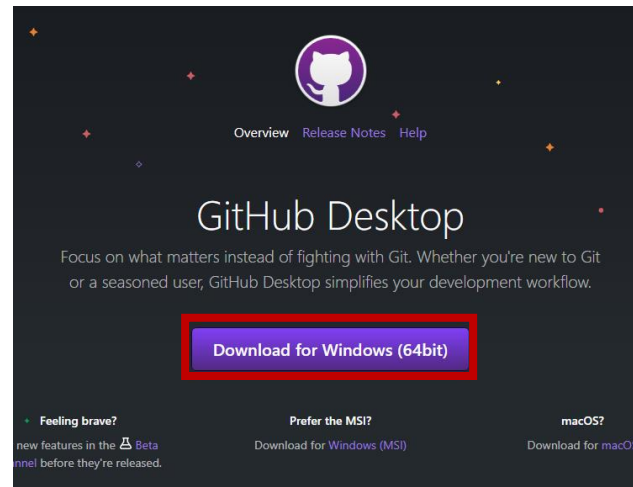 Overview Release Notes Help
GitHub Desktop
Focus on what matters instead of fighting with Git. Whether you're new to Git
or a seasoned user, GitHub Desktop simplifies your development workflow.
Download for Windows (64bit)
Feeling brave?
new features in the Beta
before they're released.
Prefer the MSI?
Download for Windows (MSI)
macOS?
Download for